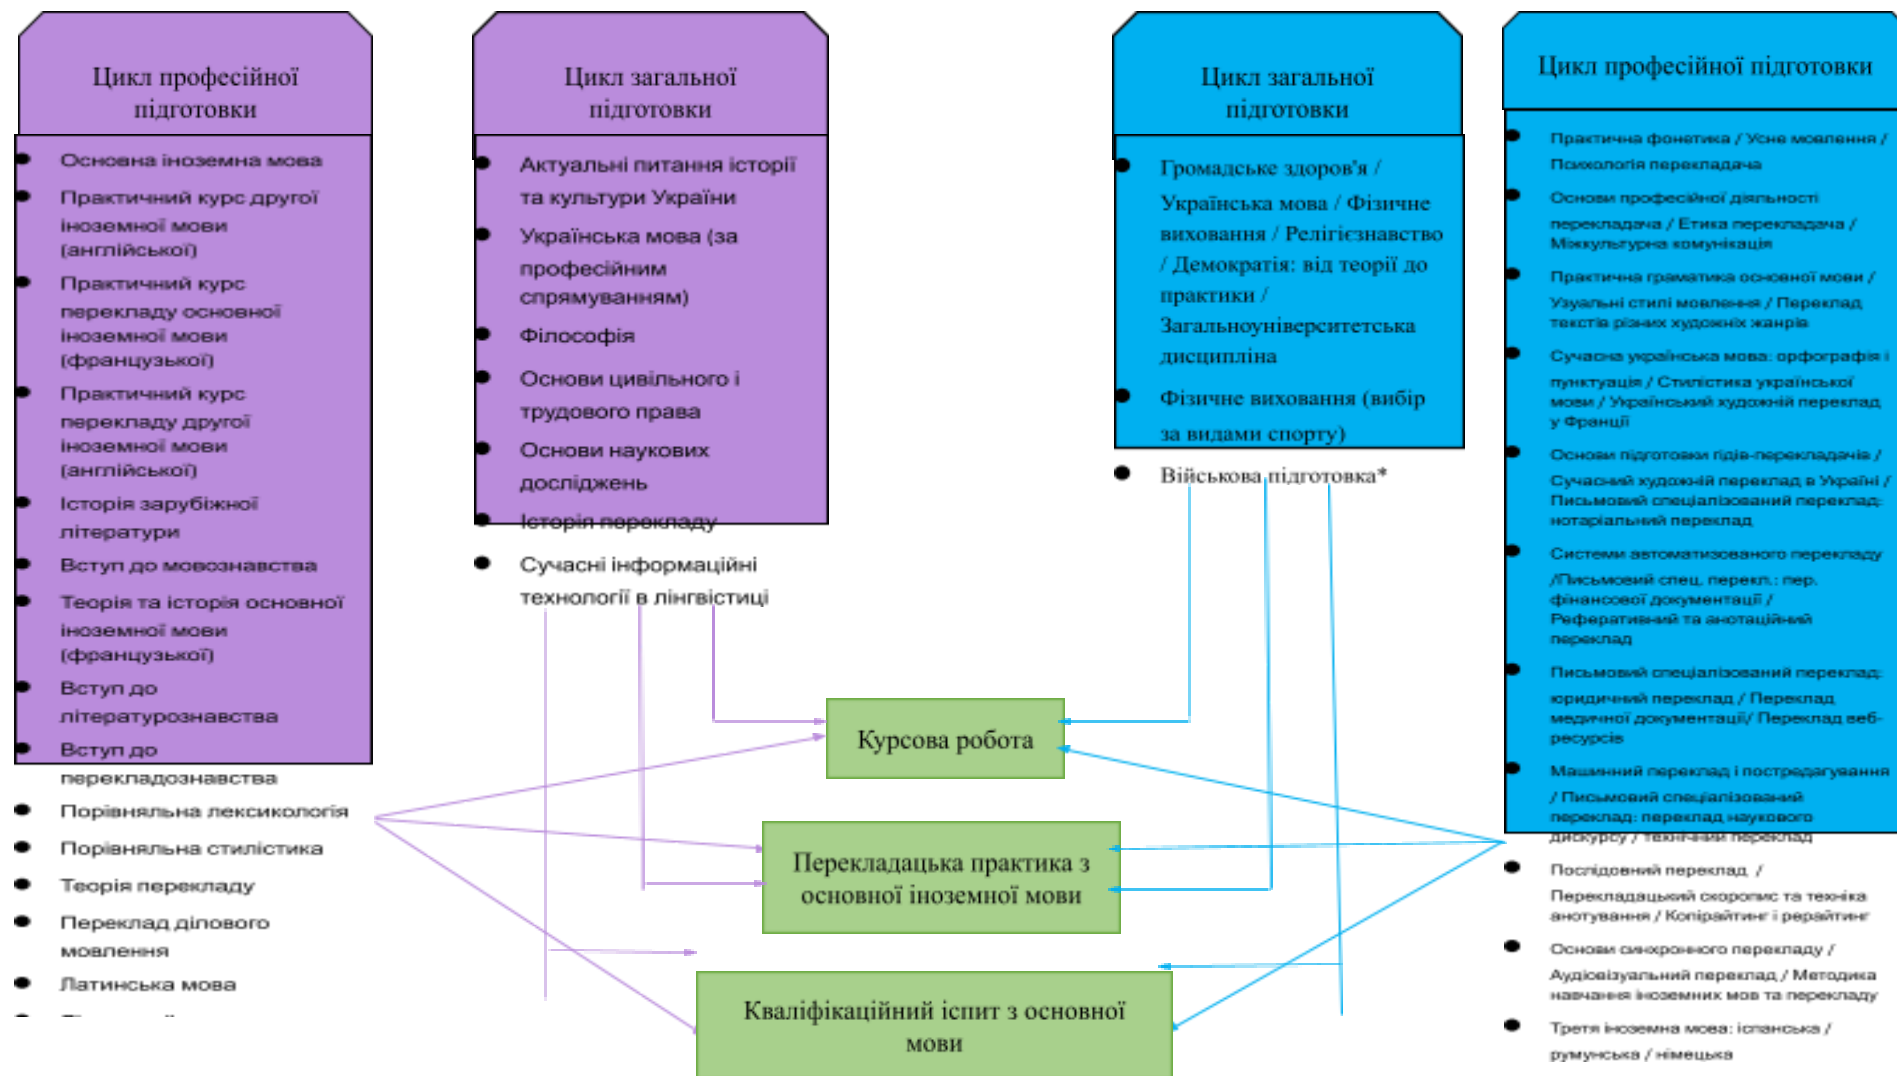 Цикл професійної
підготовки
Основна іноземна мова
Практичний курс другої
іноземної мови
(англійської)
Практичний курс
перекладу основної
іноземної мови
(французької)
Практичний курс
перекладу другої
іноземної мови
(англійської)
Історія зарубіжної
літератури
Вступ до мовознавства
Теорія та історія основної
іноземної мови
(французької)
Вступ до
літературознавства
Вступ до
перекладознавства
Порівняльна лексикологія
Порівняльна стилістика
Теорія перекладу
Переклад ділового
мовлення
Латинська мова
Цикл загальної
підготовки
Актуальні питання історії
та культури України
Українська мова (за
професійним
спрямуванням)
Філософія
Основи цивільного і
трудового права
Основи наукових
досліджень
Історія перекладу
Сучасні інформаційні
технології в лінгвістиці
Курсова робота
Перекладацька практика з
основної іноземної мови
Кваліфікаційний іспит з основної
мови
Цикл загальної
підготовки
Громадське здоров'я /
Українська мова / Фізичне
виховання / Релігієзнавство
/ Демократія: від теорії до
практики /
Загальноуніверситетська
дисципліна
Фізичне виховання (вибір
за видами спорту)
Військова підготовка*
Цикл професійної підготовки
Практична фонетика / Усне мовлення /
Психологія перекладача
Основи професійної діяльності
перекладача / Етика перекладача /
Міжкультурна комунікація
Практична граматика основної мови /
Узуальні стилі мовлення / Переклад
текстів різних художніх жанрів
Сучасна українська мова: орфографія і
пунктуація / Стилістика української
мови / Український художній переклад
у Франції
Основи підготовки гідів-перекладачів /
Сучасний художній переклад в Україні /
Письмовий спеціалізований переклад:
нотаріальний переклад
Системи автоматизованого перекладу
/Письмовий спец. перекл.: пер.
фінансової документації /
Реферативний та анотаційний
переклад
Письмовий спеціалізований переклад:
юридичний переклад / Переклад
медичної документації/ Переклад веб-
ресурсів
Машинний переклад і постредагування
/ Письмовий спеціалізований
переклад: переклад наукового
дискурсу / технічний переклад
Послідовний переклад /
Перекладацький скоропис та техніка
анотування / Копірайтинг і рерайтинг
Основи синхронного перекладу /
Аудіовізуальний переклад / Методика
навчання іноземних мов та перекладу
Третя іноземна мова: іспанська /
румунська / німецька